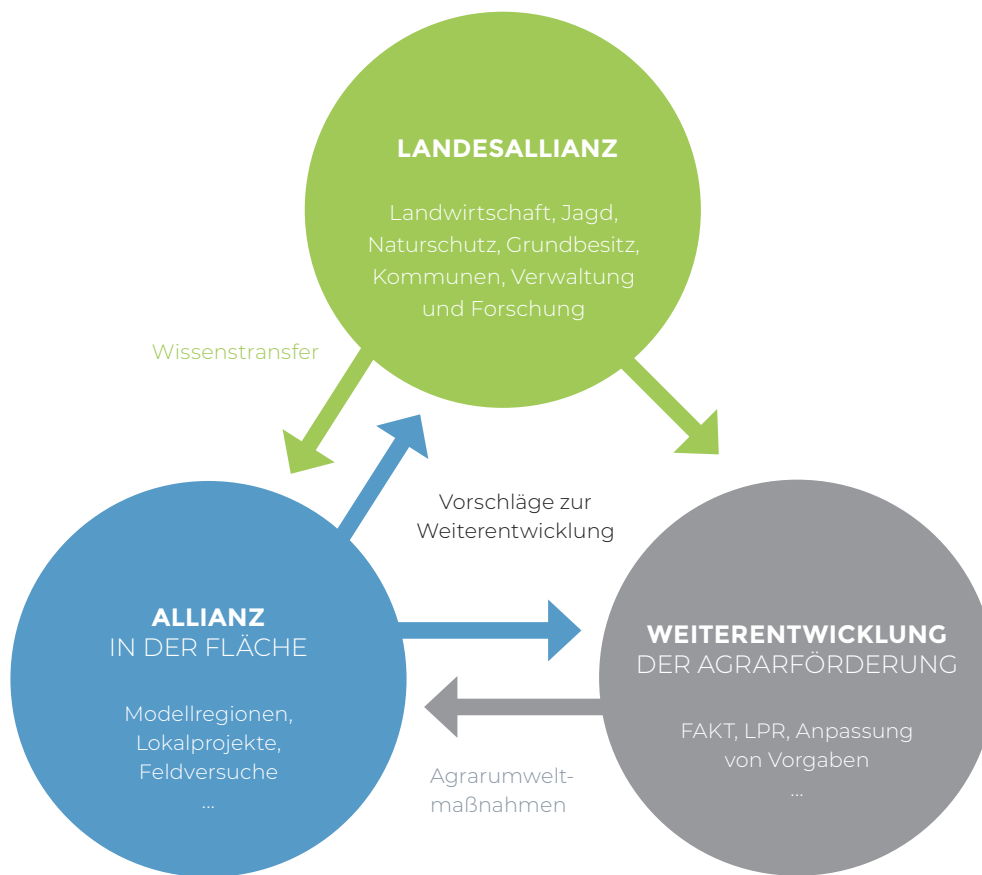 LANDESALLIANZ
Landwirtschaft, Jagd,
Naturschutz, Grundbesitz,
Kommunen, Verwaltung
und Forschung
Wissenstransfer
Vorschläge zur
Weiterentwicklung
ALLIANZ
IN DER FLÄCHE
Modellregionen,
Lokalprojekte,
Feldversuche
...
WEITERENTWICKLUNG
DER AGRARFÖRDERUNG
FAKT, LPR, Anpassung
von Vorgaben
...
Agrarumwelt-
maßnahmen